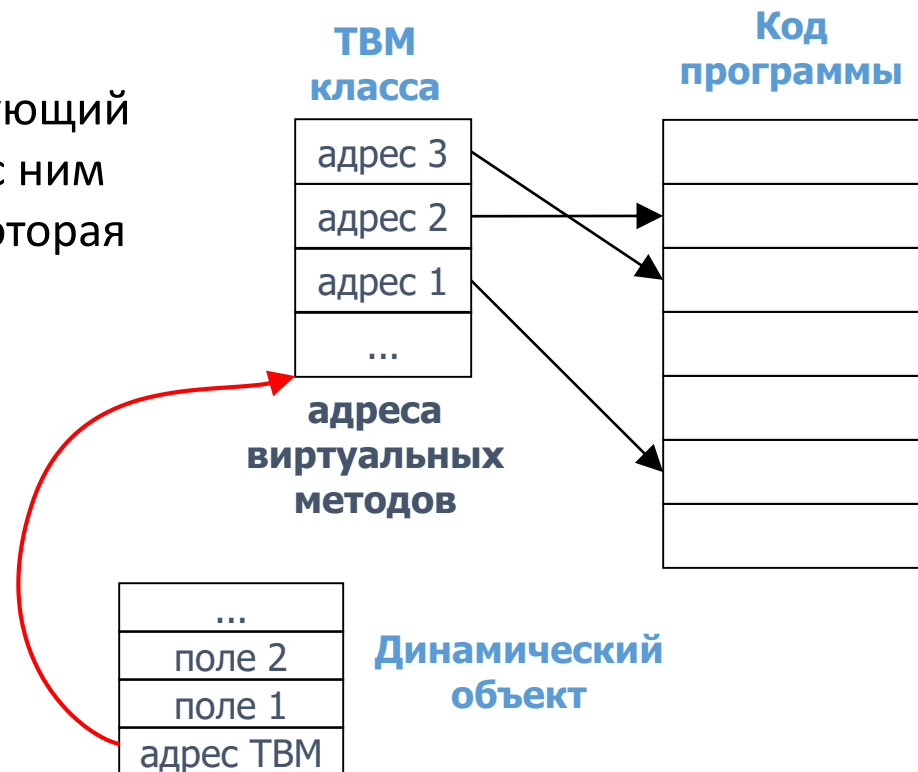 ующий
с ним
оторая
ТВМ
класса
адрес 3
адрес 2
адрес 1
...
адреса
виртуальных
методов
Код
программы
...
поле 2
поле 1
адрес ТВМ
Динамический
объект